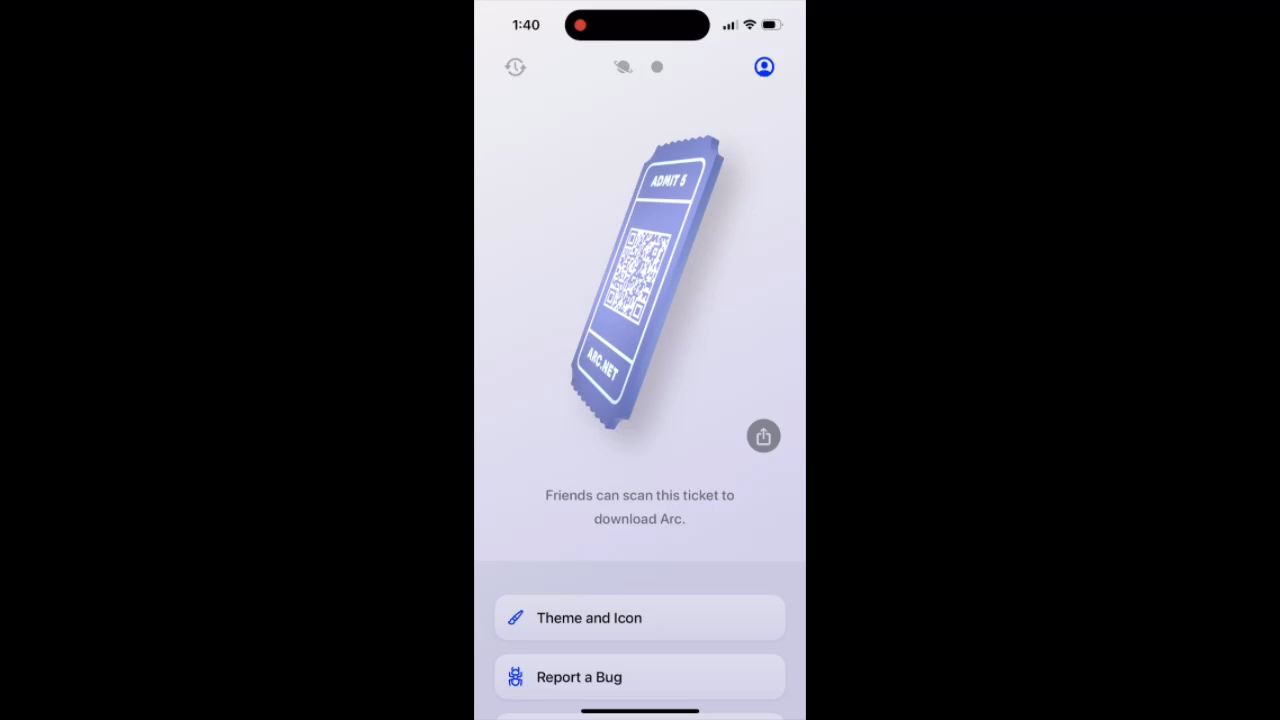 1:40
ADMIT 5
ARC.NET
Friends can scan this ticket to
download Arc.
Theme and Icon
Report a Bug